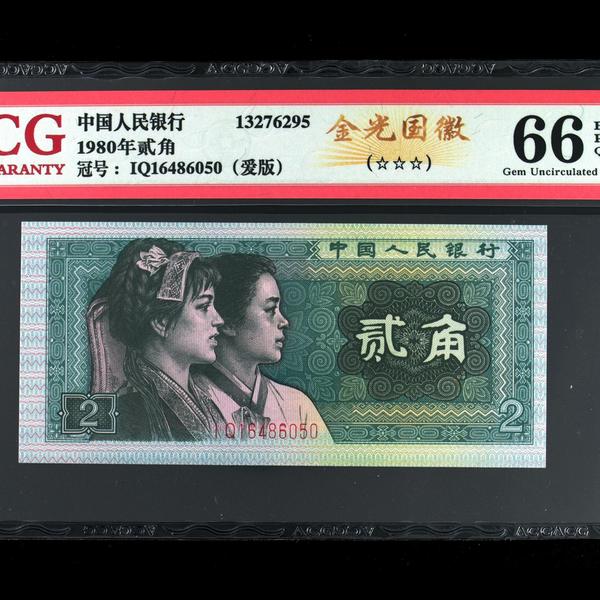 CG
ARANTY
中国人民银行
13276295
1980年贰角
冠号：IQ16486050（爱版）
金光国徽
(☆☆☆)
66
Gem Uncirculated
中国人民银行
贰角
2
IQ16486050
2